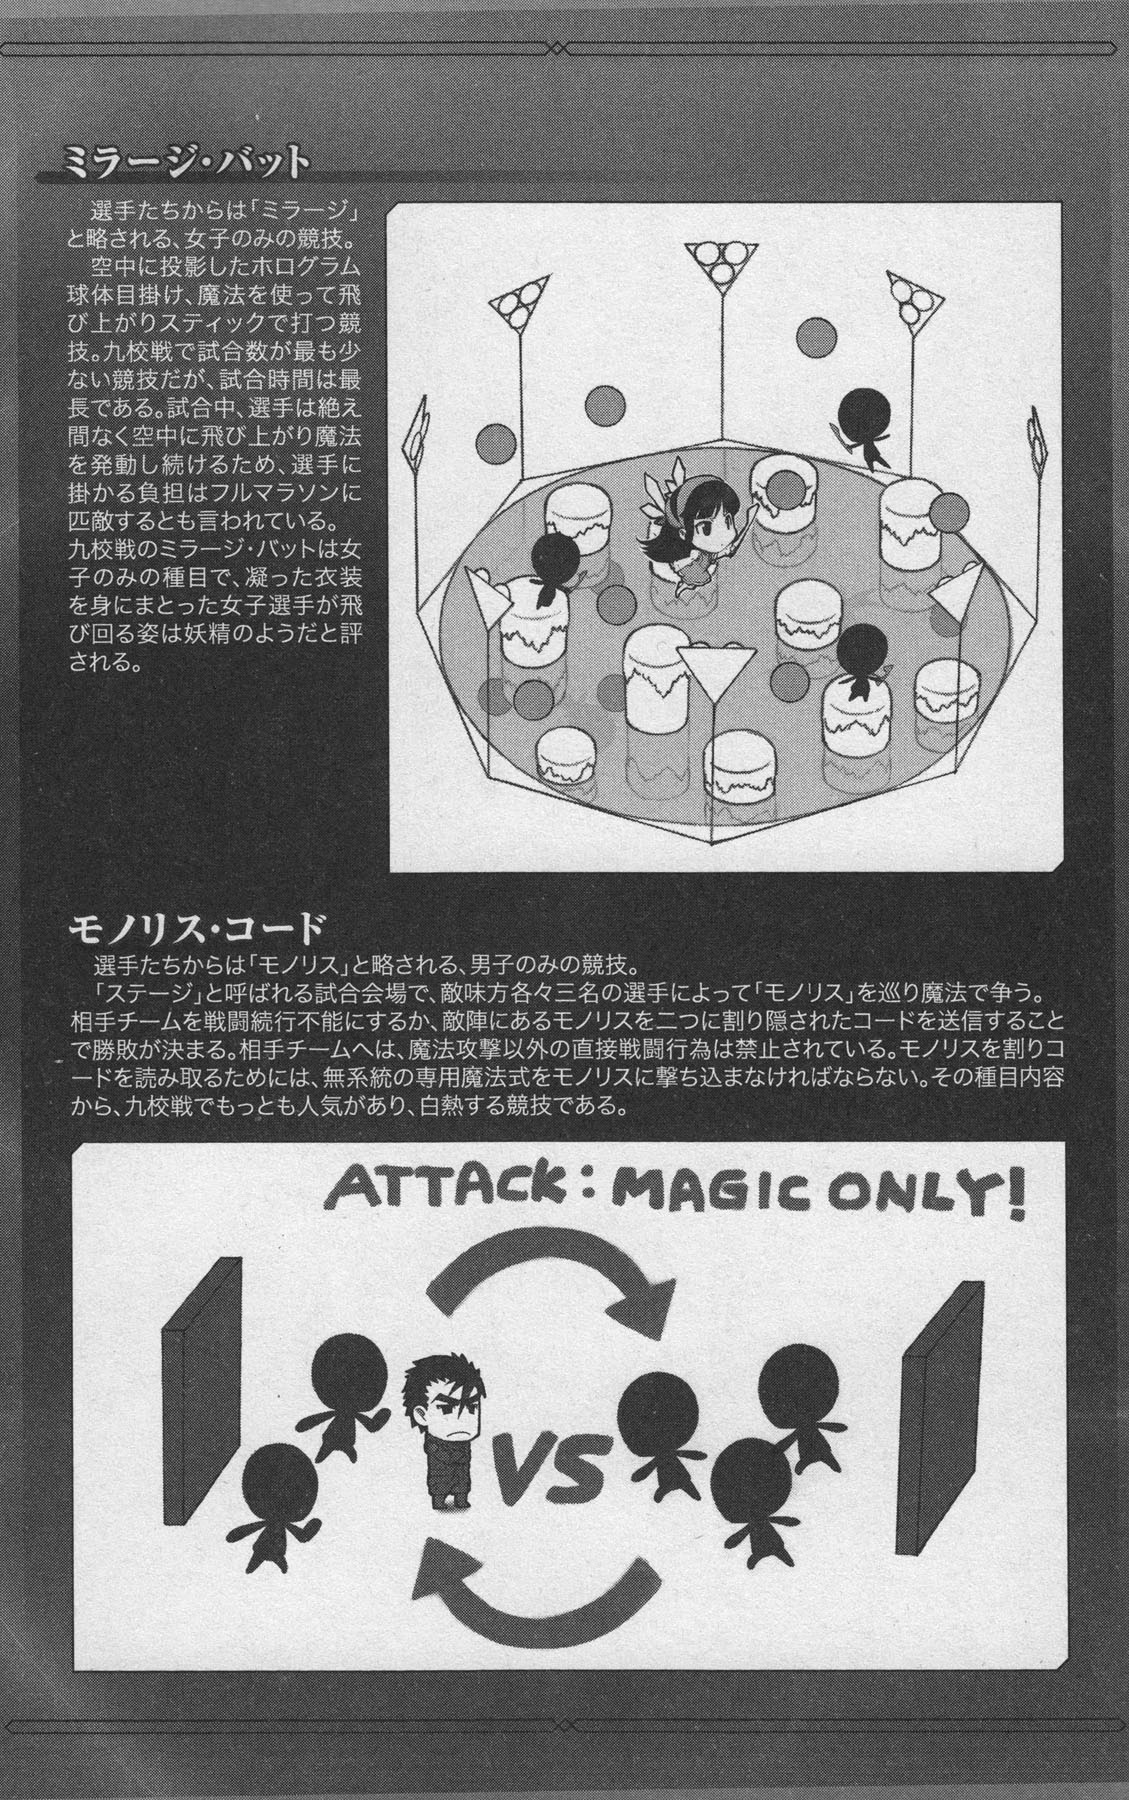 ミラージ・バット
選手たちからは「ミラージ」
と略される、女子のみの競技。
空中に投影したホログラム
球体目掛け、魔法を使って飛
び上がりスティックで打つ競
技。九校戦で試合数が最も少
ない競技だが、試合時間は最
長である。試合中、選手は絶え
間なく空中に飛び上がり魔法
を発動し続けるため、選手に
掛かる負担はフルマラソンに
匹敵するとも言われている。
九校戦のミラージ・バットは女
子のみの種目で、凝った衣装
を身にまとった女子選手が飛
び回る姿は妖精のようだと評
される。
モノリス・コード
選手たちからは「モノリス」と略される、男子のみの競技。
「ステージ」と呼ばれる試合会場で、敵味方各々三名の選手によって「モノリス」を巡り魔法で争う。
相手チームを戦闘続行不能にするか、敵陣にあるモノリスを二つに割り隠されたコードを送信すること
で勝敗が決まる。相手チームへは、魔法攻撃以外の直接戦闘行為は禁止されている。モノリスを割りコ
ードを読み取るためには、無系統の専用魔法式をモノリスに撃ち込まなければならない。その種目内容
から、九校戦でもっとも人気があり、白熱する競技である。
ATTACK: MAGIC ONLY!
VS